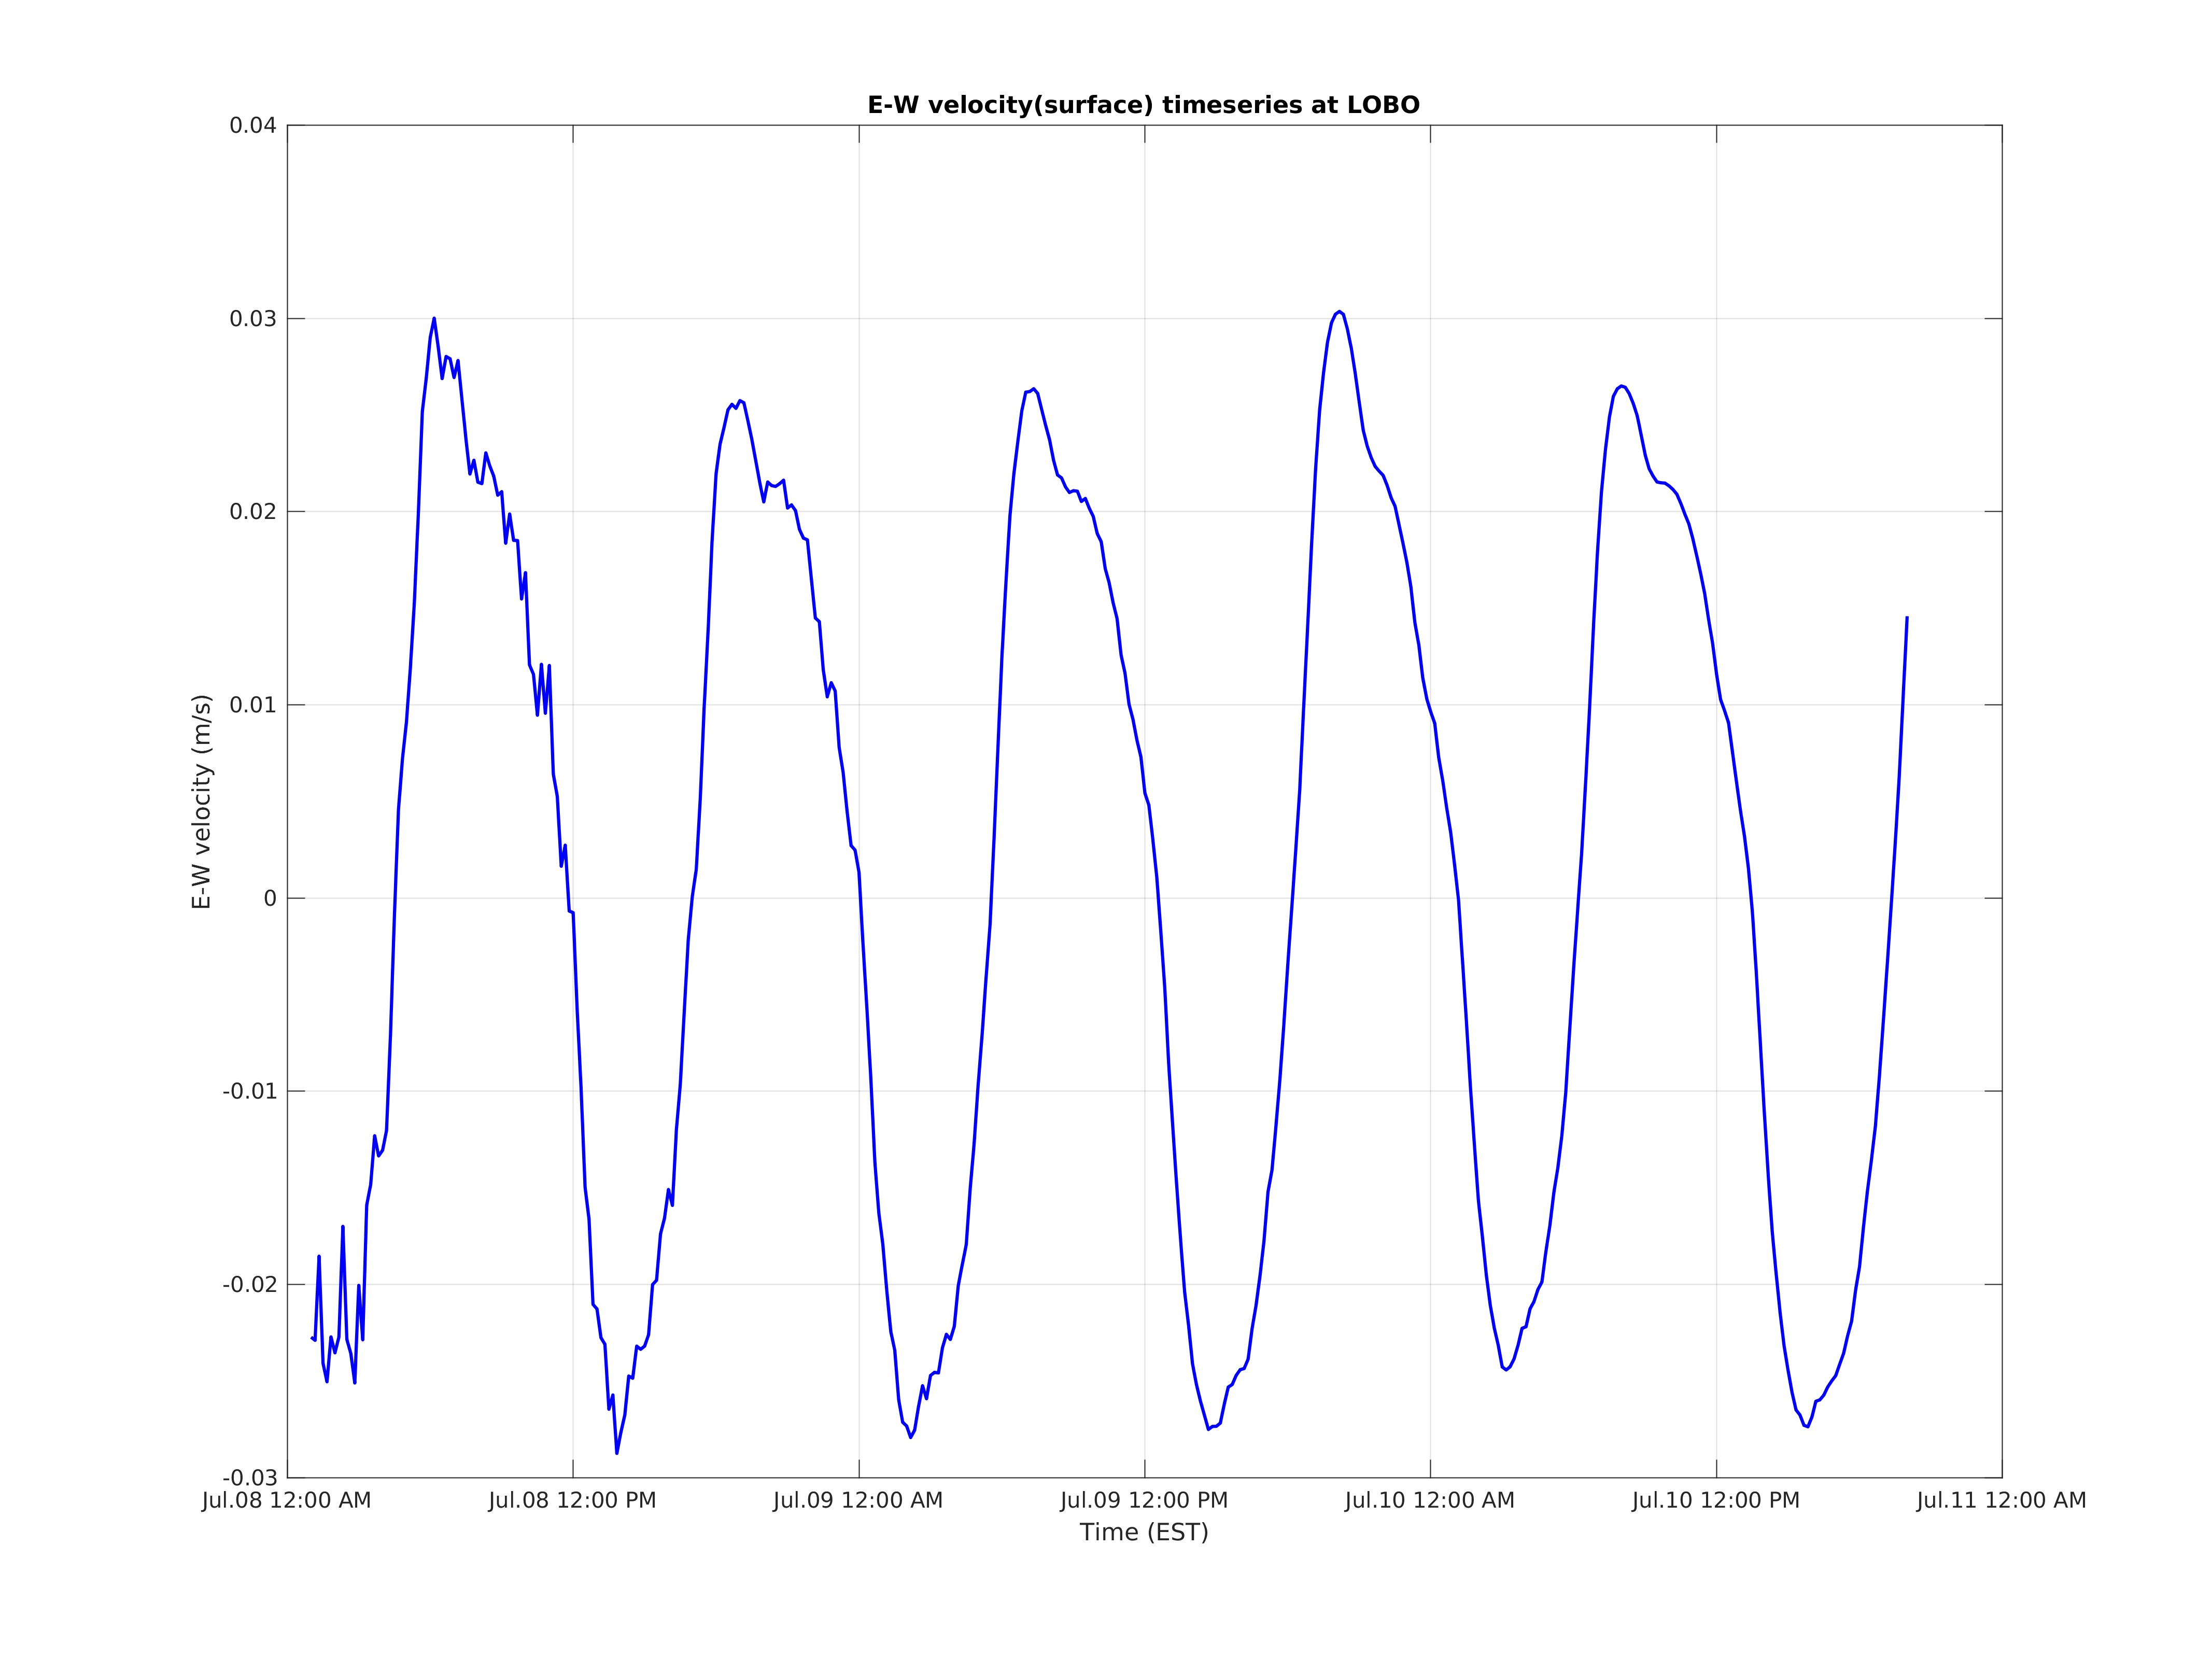 E-W velocity(surface) timeseries at LOBO
0.04
0.03
0.02
0.01
0
-0.01
-0.02
-0.03
E-W velocity (m/s)
Jul.08 12:00 AM
Jul.08 12:00 PM
Jul.09 12:00 AM
Jul.09 12:00 PM
Jul.10 12:00 AM
Jul.10 12:00 PM
Jul.11 12:00 AM
Time (EST)